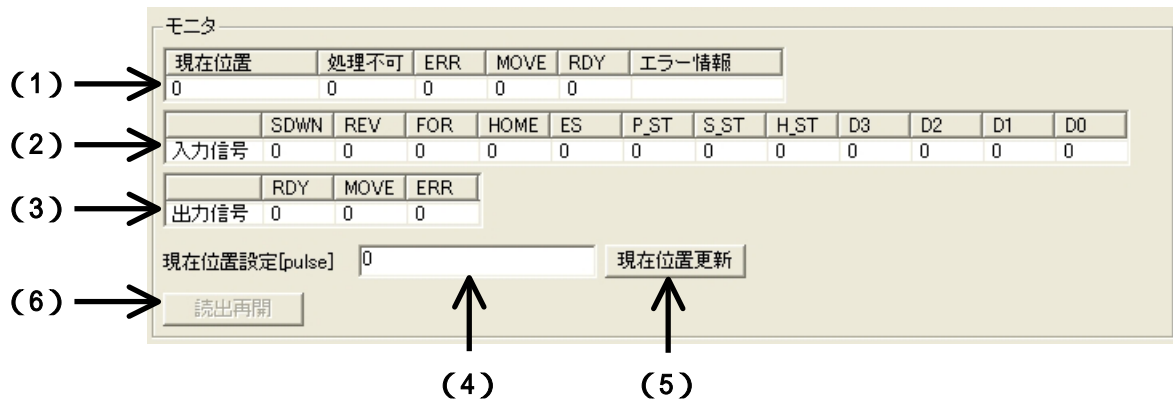 モニタ
現在位置 処理不可 ERR MOVE RDY エラー情報
(1) 0 0 0 0 0
SDWN REV FOR HOME ES P_ST S_ST H_ST D3 D2 D1 D0
(2) 入力信号 0 0 0 0 0 0 0 0 0 0 0 0
RDY MOVE ERR
(3) 出力信号 0 0 0
現在位置設定[pulse] 0 現在位置更新
(6) 読出再開
(4) (5)